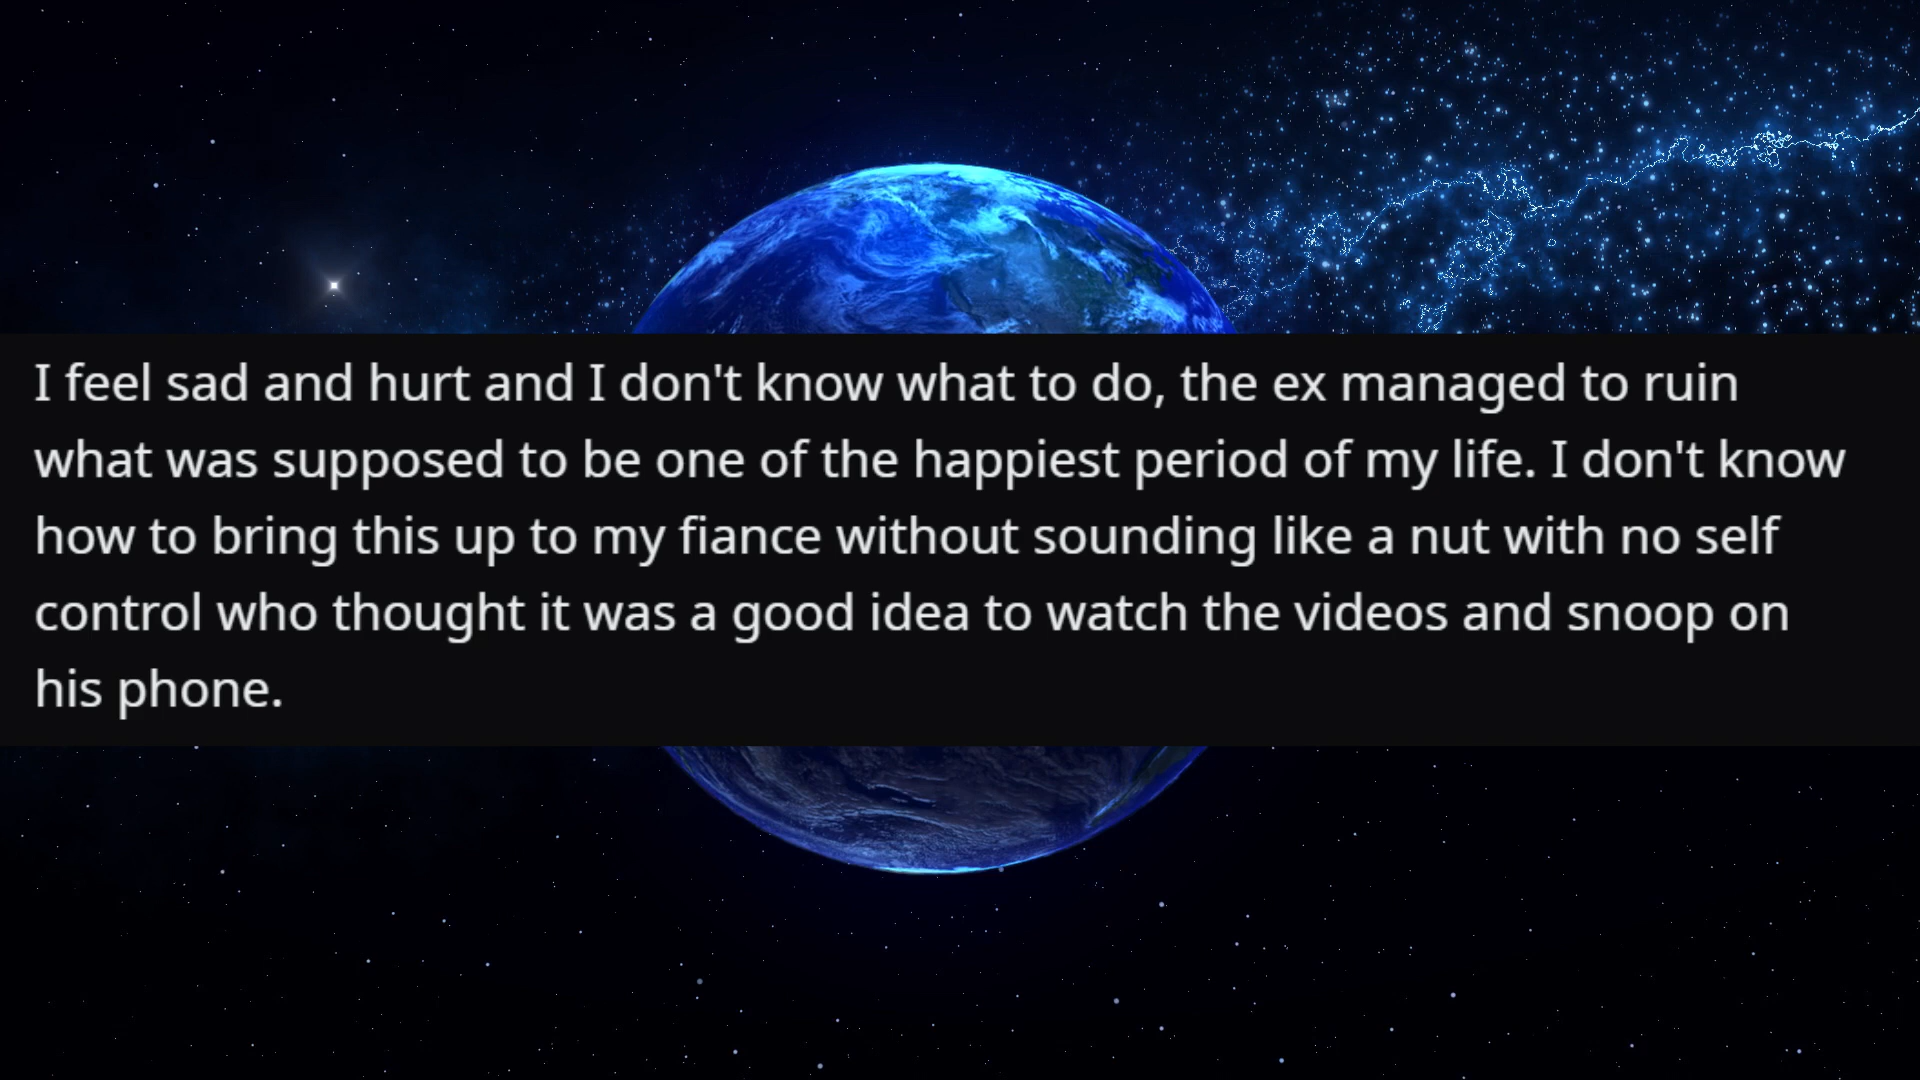 I feel sad and hurt and I don't know what to do, the ex managed to ruin
what was supposed to be one of the happiest period of my life. I don't know
how to bring this up to my fiance without sounding like a nut with no self
control who thought it was a good idea to watch the videos and snoop on
his phone.